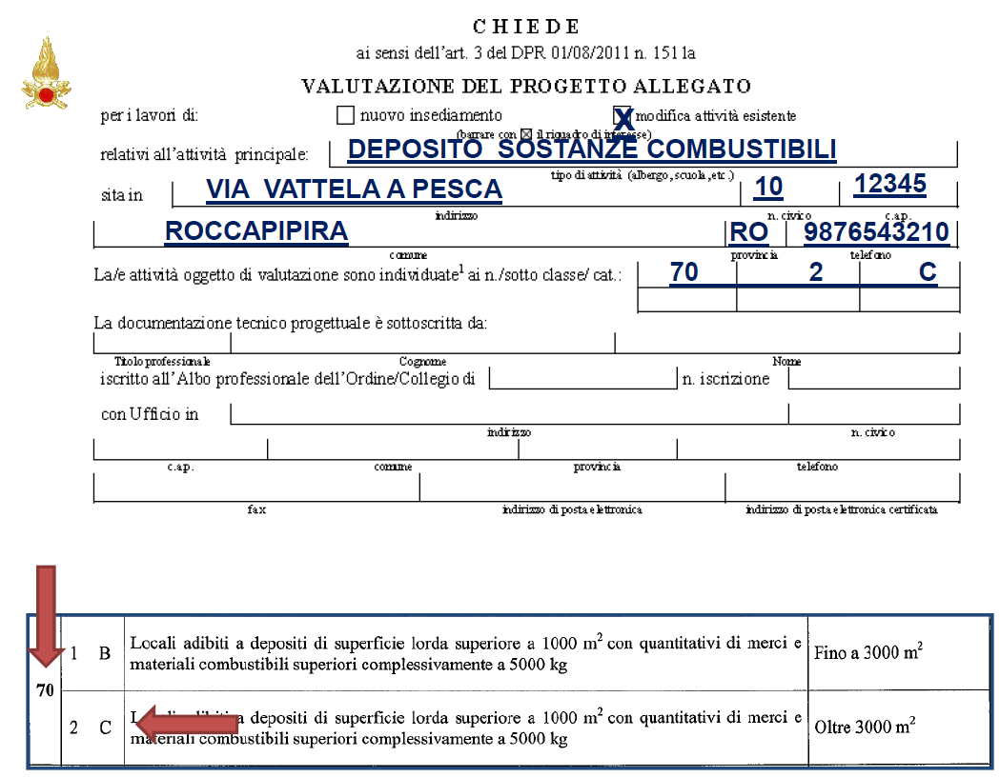 CHIEDE
ai sensi dell'art. 3 del DPR 01/08/2011 n. 151 la
VALUTAZIONE DEL PROGETTO ALLEGATO
per i lavori di: nuovo insediamento X modifica attività esistente
(barrare con ☒ il riquadro di interesse)
relativi all'attività principale: DEPOSITO SOSTANZE COMBUSTIBILI
tipo di attività (albergo, scuola, etc.)
sita in VIA VATTELA A PESCA 10 12345
indirizzo n. civico c.a.p.
ROCCAPIPIRA RO 9876543210
comune provincia telefono
La/e attività oggetto di valutazione sono individuate1 ai n./sotto classe/ cat.: 70 2 C
La documentazione tecnico progettuale è sottoscritta da:
Titolo professionale Cognome Nome
iscritto all'Albo professionale dell'Ordine/Collegio di n. iscrizione
con Ufficio in
indirizzo n. civico
c.a.p. comune provincia telefono
fax indirizzo di posta elettronica indirizzo di posta elettronica certificata
1 B Locali adibiti a depositi di superficie lorda superiore a 1000 m2 con quantitativi di merci e Fino a 3000 m2
materiali combustibili superiori complessivamente a 5000 kg
70
2 C a depositi di superficie lorda superiore a 1000 m2 con quantitativi di merci e Oltre 3000 m2
materiali combustibili superiori complessivamente a 5000 kg